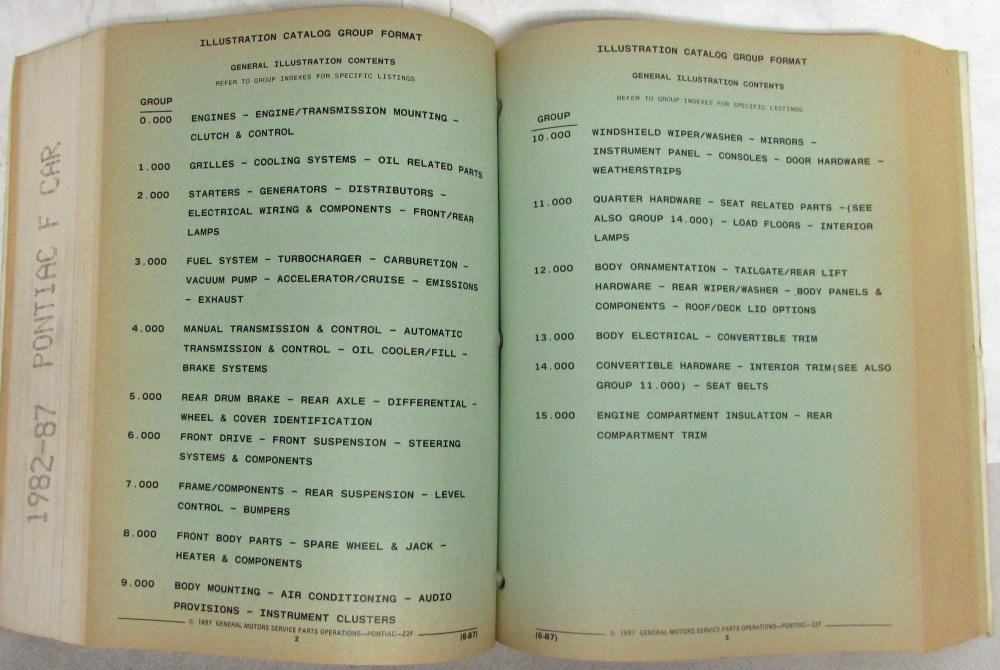 1982-87 PONTIAC F CAR
ILLUSTRATION CATALOG GROUP FORMAT
GENERAL ILLUSTRATION CONTENTS
REFER TO GROUP INDEXES FOR SPECIFIC LISTINGS
GROUP
0.000 ENGINES - ENGINE/TRANSMISSION MOUNTING -
CLUTCH & CONTROL
1.000 GRILLES - COOLING SYSTEMS - OIL RELATED PARTS
2.000 STARTERS - GENERATORS - DISTRIBUTORS -
ELECTRICAL WIRING & COMPONENTS - FRONT/REAR
LAMPS
3.000 FUEL SYSTEM - TURBOCHARGER - CARBURETION -
VACUUM PUMP - ACCELERATOR/CRUISE - EMISSIONS
- EXHAUST
4.000 MANUAL TRANSMISSION & CONTROL - AUTOMATIC
TRANSMISSION & CONTROL - OIL COOLER/FILL -
BRAKE SYSTEMS
5.000 REAR DRUM BRAKE - REAR AXLE - DIFFERENTIAL -
WHEEL & COVER IDENTIFICATION
6.000 FRONT DRIVE - FRONT SUSPENSION - STEERING
SYSTEMS & COMPONENTS
7.000 FRAME/COMPONENTS - REAR SUSPENSION - LEVEL
CONTROL - BUMPERS
8.000 FRONT BODY PARTS - SPARE WHEEL & JACK -
HEATER & COMPONENTS
9.000 BODY MOUNTING - AIR CONDITIONING - AUDIO
PROVISIONS - INSTRUMENT CLUSTERS
© 1987 GENERAL MOTORS SERVICE PARTS OPERATIONS—PONTIAC—22F
2
(6-87)
ILLUSTRATION CATALOG GROUP FORMAT
GENERAL ILLUSTRATION CONTENTS
REFER TO GROUP INDEXES FOR SPECIFIC LISTINGS
GROUP
10.000 WINDSHIELD WIPER/WASHER - MIRRORS -
INSTRUMENT PANEL - CONSOLES - DOOR HARDWARE -
WEATHERSTRIPS
11.000 QUARTER HARDWARE - SEAT RELATED PARTS -(SEE
ALSO GROUP 14.000) - LOAD FLOORS - INTERIOR
LAMPS
12.000 BODY ORNAMENTATION - TAILGATE/REAR LIFT
HARDWARE - REAR WIPER/WASHER - BODY PANELS &
COMPONENTS - ROOF/DECK LID OPTIONS
13.000 BODY ELECTRICAL - CONVERTIBLE TRIM
14.000 CONVERTIBLE HARDWARE - INTERIOR TRIM(SEE ALSO
GROUP 11.000) - SEAT BELTS
15.000 ENGINE COMPARTMENT INSULATION - REAR
COMPARTMENT TRIM
(6-87)
© 1987 GENERAL MOTORS SERVICE PARTS OPERATIONS—PONTIAC—22F
3